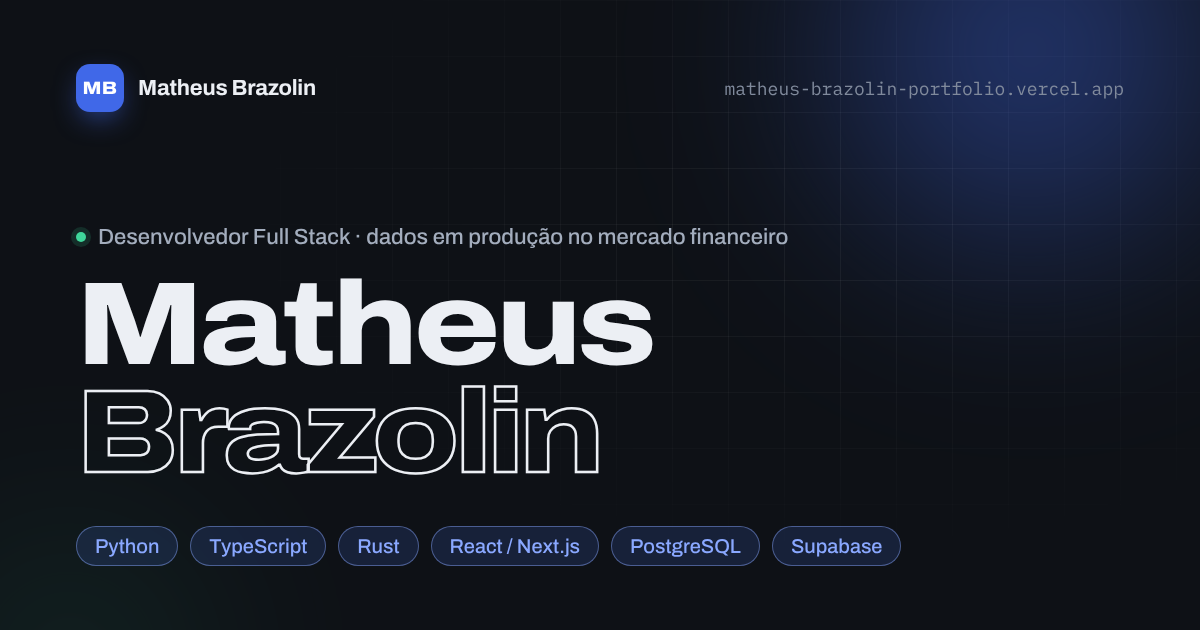 MB Matheus Brazolin
matheus-brazolin-portfolio.vercel.app
Desenvolvedor Full Stack · dados em produção no mercado financeiro
Matheus
Brazolin
Python TypeScript Rust React / Next.js PostgreSQL Supabase